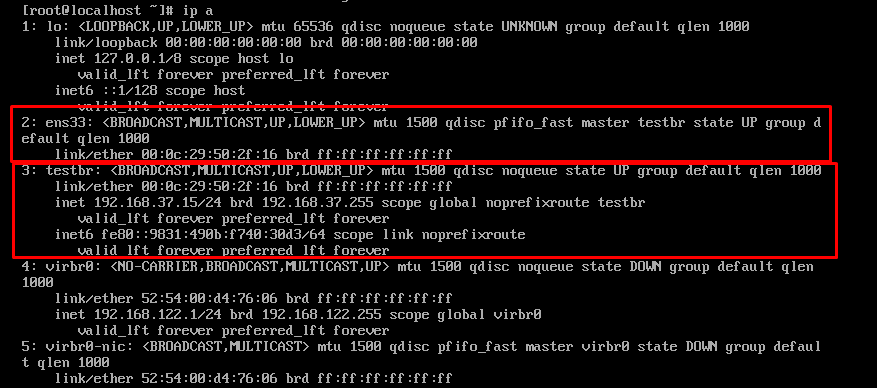 [root@localhost ~]# ip a
1: lo: <LOOPBACK,UP,LOWER_UP> mtu 65536 qdisc noqueue state UNKNOWN group default qlen 1000
link/loopback 00:00:00:00:00:00 brd 00:00:00:00:00:00
inet 127.0.0.1/8 scope host lo
valid_lft forever preferred_lft forever
inet6 ::1/128 scope host
valid_lft forever preferred_lft forever
2: ens33: <BROADCAST,MULTICAST,UP,LOWER_UP> mtu 1500 qdisc pfifo_fast master testbr state UP group d
efault qlen 1000
link/ether 00:0c:29:50:2f:16 brd ff:ff:ff:ff:ff:ff
3: testbr: <BROADCAST,MULTICAST,UP,LOWER_UP> mtu 1500 qdisc noqueue state UP group default qlen 1000
link/ether 00:0c:29:50:2f:16 brd ff:ff:ff:ff:ff:ff
inet 192.168.37.15/24 brd 192.168.37.255 scope global noprefixroute testbr
valid_lft forever preferred_lft forever
inet6 fe80::9831:490b:f740:30d3/64 scope link noprefixroute
valid_lft forever preferred_lft forever
4: virbr0: <NO-CARRIER,BROADCAST,MULTICAST,UP> mtu 1500 qdisc noqueue state DOWN group default qlen
1000
link/ether 52:54:00:d4:76:06 brd ff:ff:ff:ff:ff:ff
inet 192.168.122.1/24 brd 192.168.122.255 scope global virbr0
valid_lft forever preferred_lft forever
5: virbr0-nic: <BROADCAST,MULTICAST> mtu 1500 qdisc pfifo_fast master virbr0 state DOWN group defaul
t qlen 1000
link/ether 52:54:00:d4:76:06 brd ff:ff:ff:ff:ff:ff